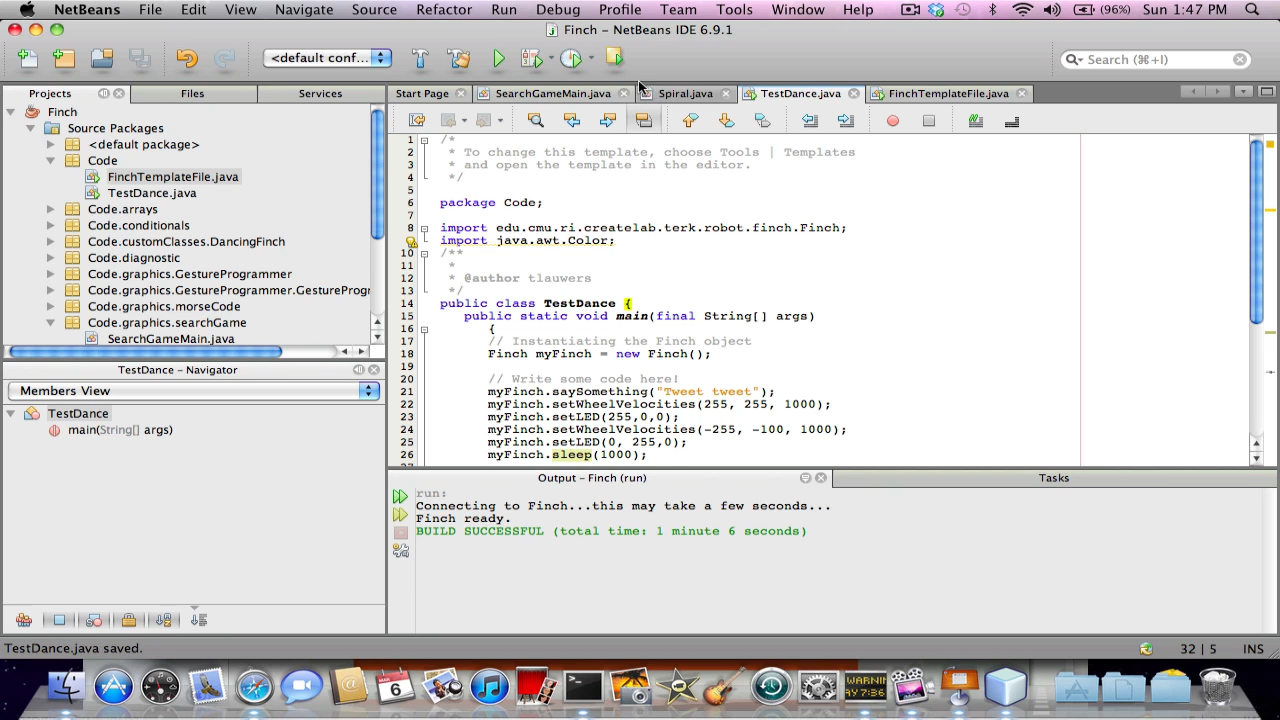 NetBeans File Edit View Navigate Source Refactor Run Debug Profile Team Tools Window Help (96%) Sun 1:47 PM
Finch – NetBeans IDE 6.9.1
<default conf...
Search (⌘+I)
Projects Files Services
Start Page SearchGameMain.java Spiral.java TestDance.java FinchTemplateFile.java
Finch
Source Packages
<default package>
Code
FinchTemplateFile.java
TestDance.java
Code.arrays
Code.conditionals
Code.customClasses.DancingFinch
Code.diagnostic
Code.graphics.GestureProgrammer
Code.graphics.GestureProgrammer.GestureProgr
Code.graphics.morseCode
Code.graphics.searchGame
SearchGameMain.java
TestDance – Navigator
Members View
TestDance
main(String[] args)
1 /*
2 * To change this template, choose Tools | Templates
3 * and open the template in the editor.
4 */
5
6 package Code;
7
8 import edu.cmu.ri.createlab.terk.robot.finch.Finch;
import java.awt.Color;
10 /**
11 *
12 * @author tlauwers
13 */
14 public class TestDance {
15 public static void main(final String[] args)
16 {
17 // Instantiating the Finch object
18 Finch myFinch = new Finch();
19
20 // Write some code here!
21 myFinch.saySomething("Tweet tweet");
22 myFinch.setWheelVelocities(255, 255, 1000);
23 myFinch.setLED(255,0,0);
24 myFinch.setWheelVelocities(-255, -100, 1000);
25 myFinch.setLED(0, 255,0);
26 myFinch.sleep(1000);
Output – Finch (run) Tasks
run:
Connecting to Finch...this may take a few seconds...
Finch ready.
BUILD SUCCESSFUL (total time: 1 minute 6 seconds)
TestDance.java saved. 32 | 5 INS
MAR 6
WARNIN
AY 7:36